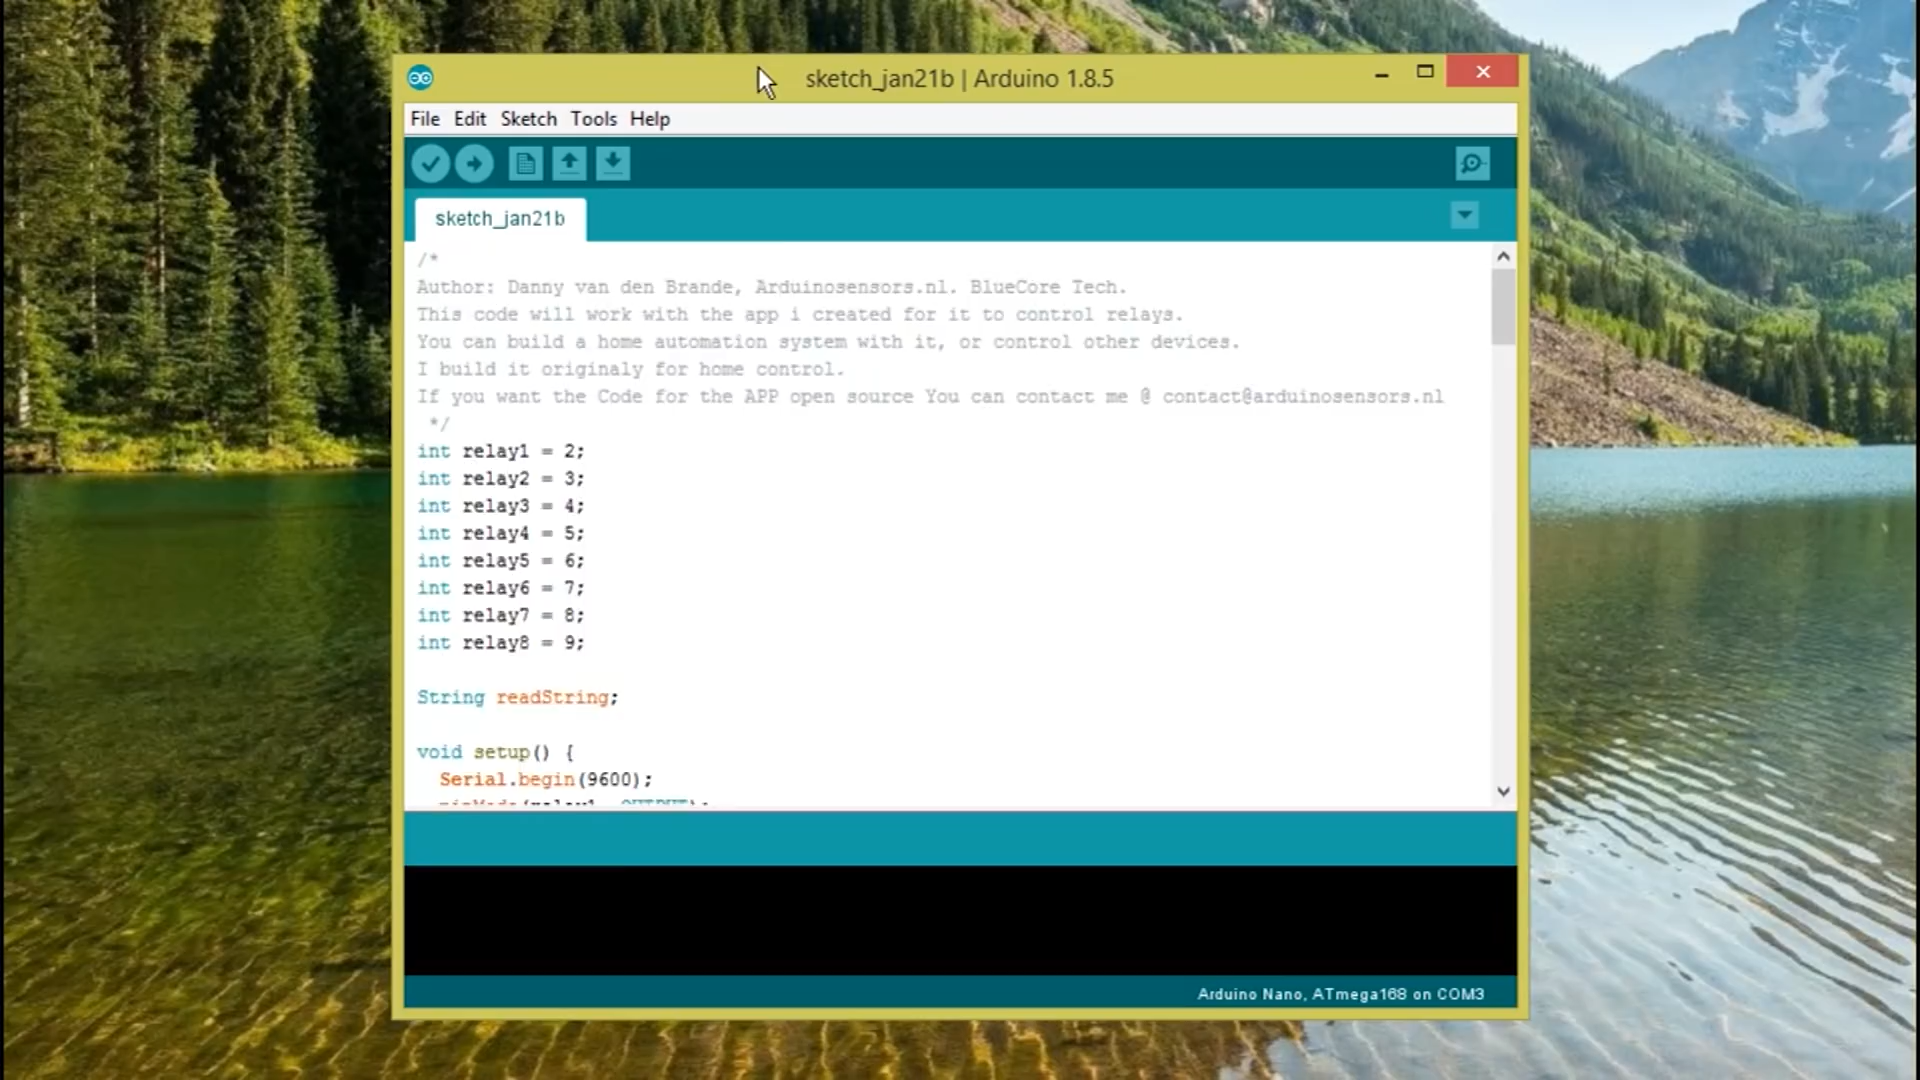 sketch_jan21b | Arduino 1.8.5
File Edit Sketch Tools Help
sketch_jan21b
/*
Author: Danny van den Brande, Arduinosensors.nl. BlueCore Tech.
This code will work with the app i created for it to control relays.
You can build a home automation system with it, or control other devices.
I build it originaly for home control.
If you want the Code for the APP open source You can contact me @ contact@arduinosensors.nl
*/
int relay1 = 2;
int relay2 = 3;
int relay3 = 4;
int relay4 = 5;
int relay5 = 6;
int relay6 = 7;
int relay7 = 8;
int relay8 = 9;
String readString;
void setup() {
Serial.begin(9600);
Arduino Nano, ATmega168 on COM3